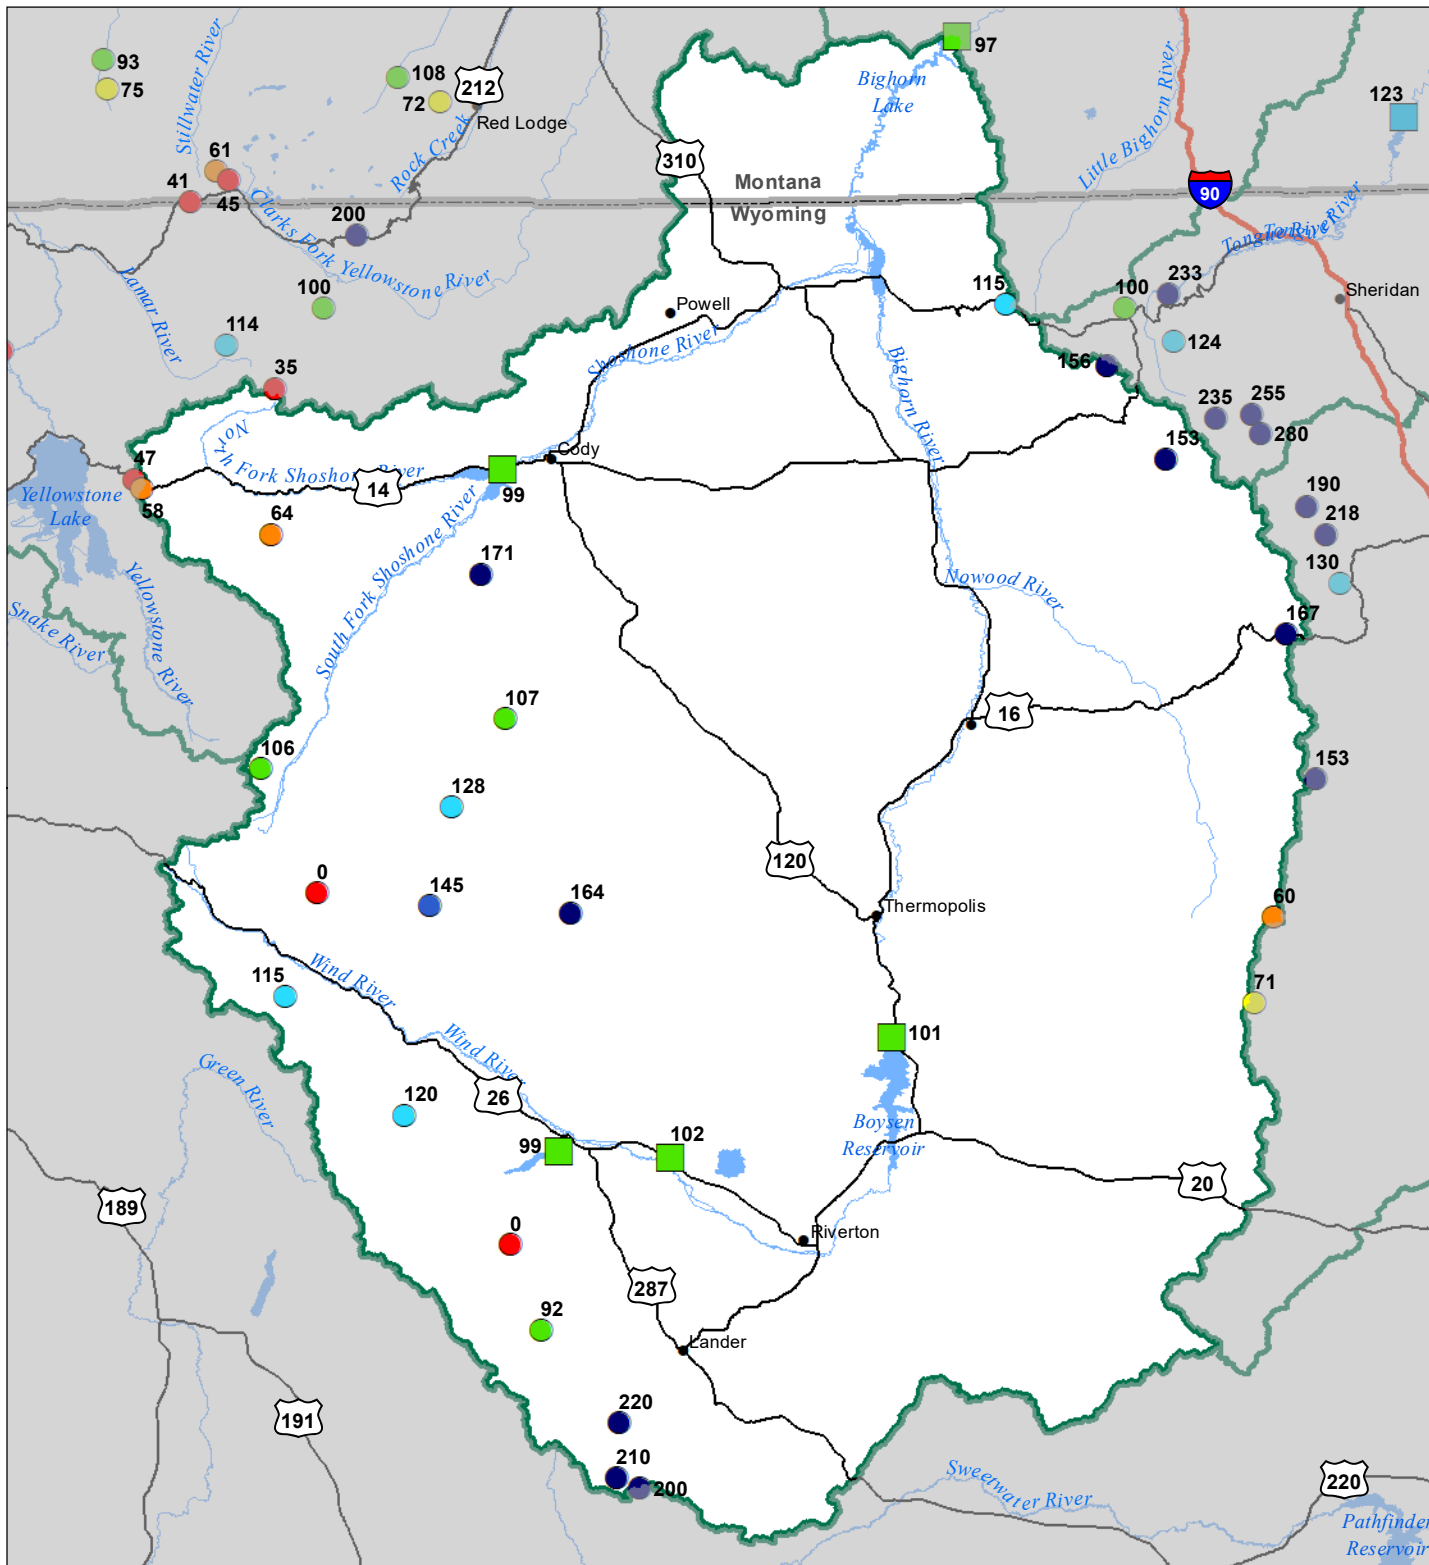 97
93
75
108
72
212
Red Lodge
Stillwater River
Rock Creek
Bighorn
Lake
Little Bighorn River
123
61
41
45
310
Montana
Wyoming
90
200
Clarks Fork Yellowstone River
Tongue River
Tongue River
Lamar River
100
114
35
Powell
Shoshone River
115
100
233
Sheridan
124
156
Bighorn River
235
255
280
153
North Fork Shoshone River
Cody
47
58
14
99
Yellowstone
Lake
64
190
218
130
171
South Fork Shoshone River
Nowood River
Yellowstone River
Snake River
167
107
16
106
153
128
120
0
145
164
Thermopolis
60
115
Wind River
71
101
Wind River
Green River
26
120
Boysen
Reservoir
99
102
20
189
0
Riverton
287
92
Lander
191
220
210
200
Sweetwater River
220
Pathfinder
Reservoir